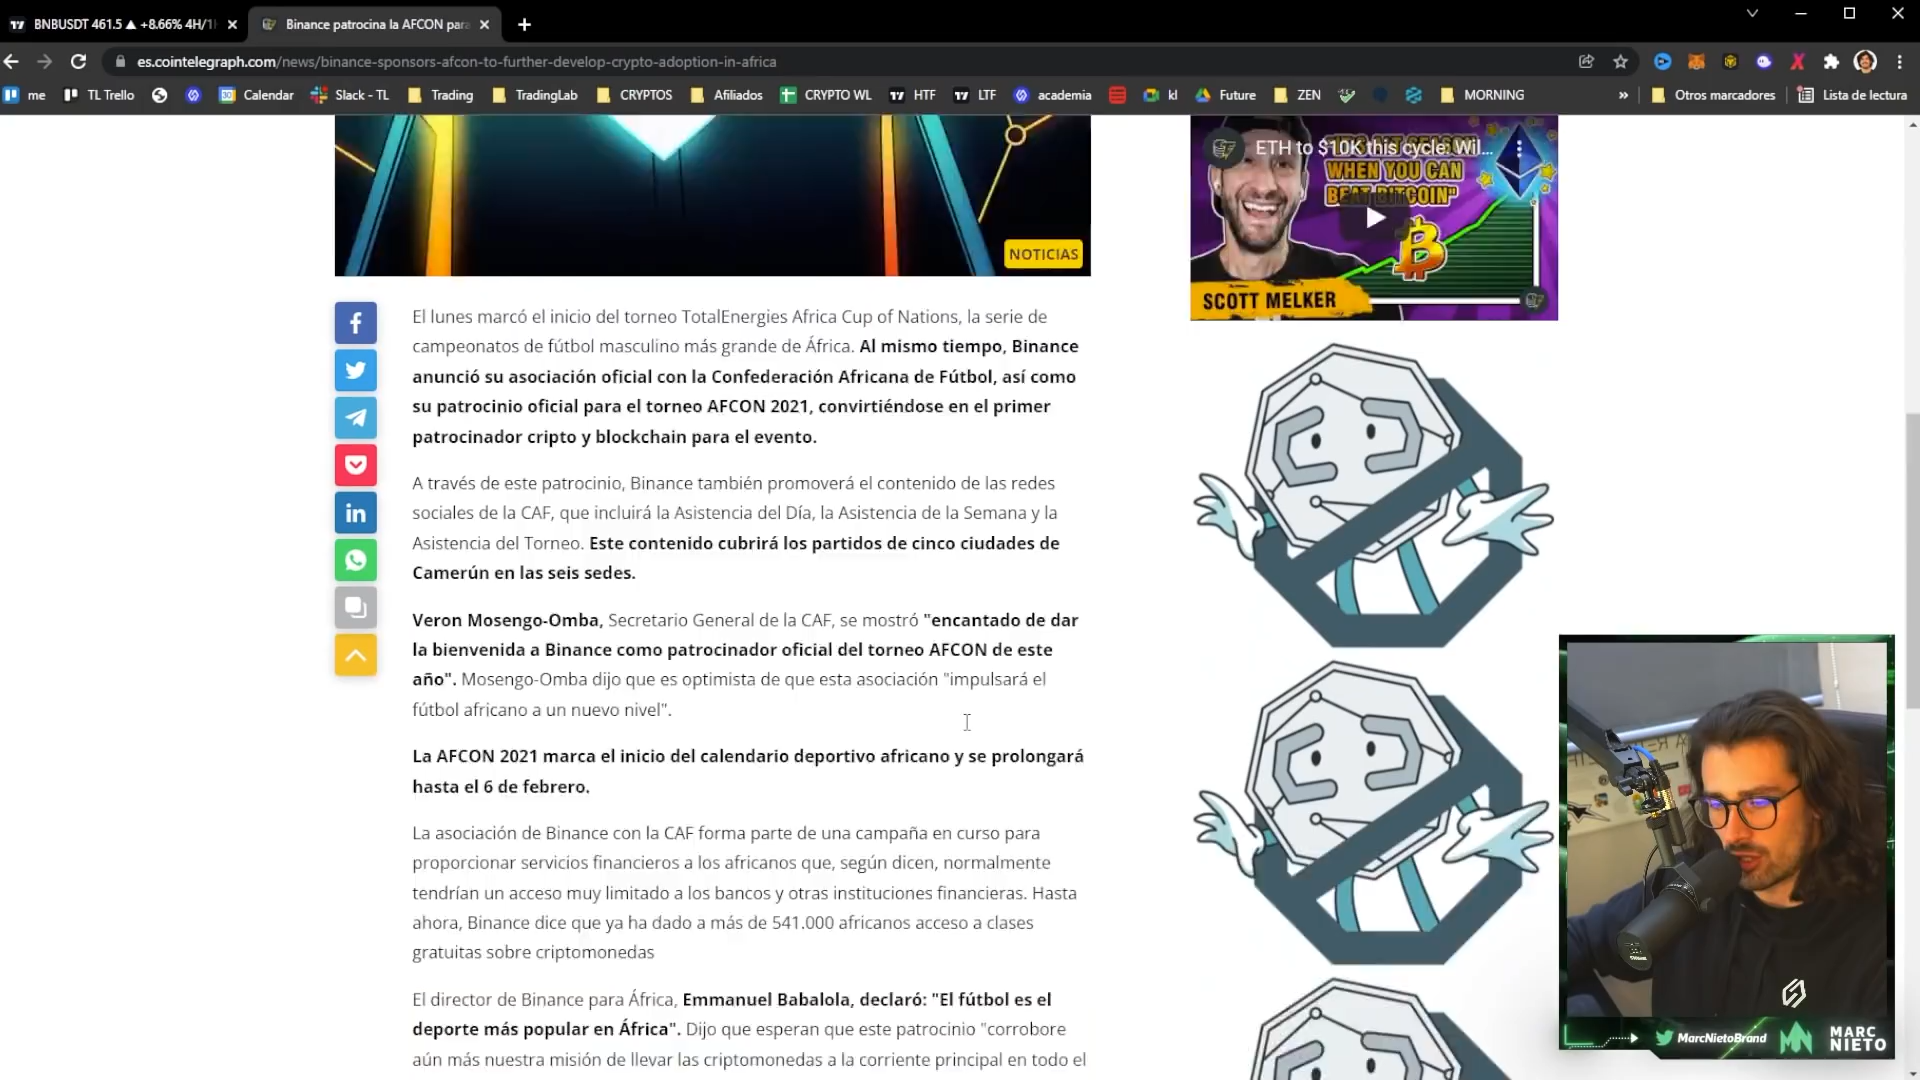 BNBUSDT 461.5 ▲ +8.66% 4H/1
Binance patrocina la AFCON para
es.cointelegraph.com/news/binance-sponsors-afcon-to-further-develop-crypto-adoption-in-africa
me
TL Trello
Calendar
Slack - TL
Trading
TradingLab
CRYPTOS
Afiliados
CRYPTO WL
HTF
LTF
academia
kl
Future
ZEN
MORNING
»
Otros marcadores
Lista de lectura
ETH to $10K this cycle: Wil...
WHEN YOU CAN
BEAT BITCOIN"
SCOTT MELKER
NOTICIAS
El lunes marcó el inicio del torneo TotalEnergies Africa Cup of Nations, la serie de
campeonatos de fútbol masculino más grande de África. Al mismo tiempo, Binance
anunció su asociación oficial con la Confederación Africana de Fútbol, así como
su patrocinio oficial para el torneo AFCON 2021, convirtiéndose en el primer
patrocinador cripto y blockchain para el evento.
A través de este patrocinio, Binance también promoverá el contenido de las redes
sociales de la CAF, que incluirá la Asistencia del Día, la Asistencia de la Semana y la
Asistencia del Torneo. Este contenido cubrirá los partidos de cinco ciudades de
Camerún en las seis sedes.
Veron Mosengo-Omba, Secretario General de la CAF, se mostró "encantado de dar
la bienvenida a Binance como patrocinador oficial del torneo AFCON de este
año". Mosengo-Omba dijo que es optimista de que esta asociación "impulsará el
fútbol africano a un nuevo nivel".
La AFCON 2021 marca el inicio del calendario deportivo africano y se prolongará
hasta el 6 de febrero.
La asociación de Binance con la CAF forma parte de una campaña en curso para
proporcionar servicios financieros a los africanos que, según dicen, normalmente
tendrían un acceso muy limitado a los bancos y otras instituciones financieras. Hasta
ahora, Binance dice que ya ha dado a más de 541.000 africanos acceso a clases
gratuitas sobre criptomonedas
El director de Binance para África, Emmanuel Babalola, declaró: "El fútbol es el
deporte más popular en África". Dijo que esperan que este patrocinio "corrobore
aún más nuestra misión de llevar las criptomonedas a la corriente principal en todo el
MarcNietoBrand
MARC
NIETO